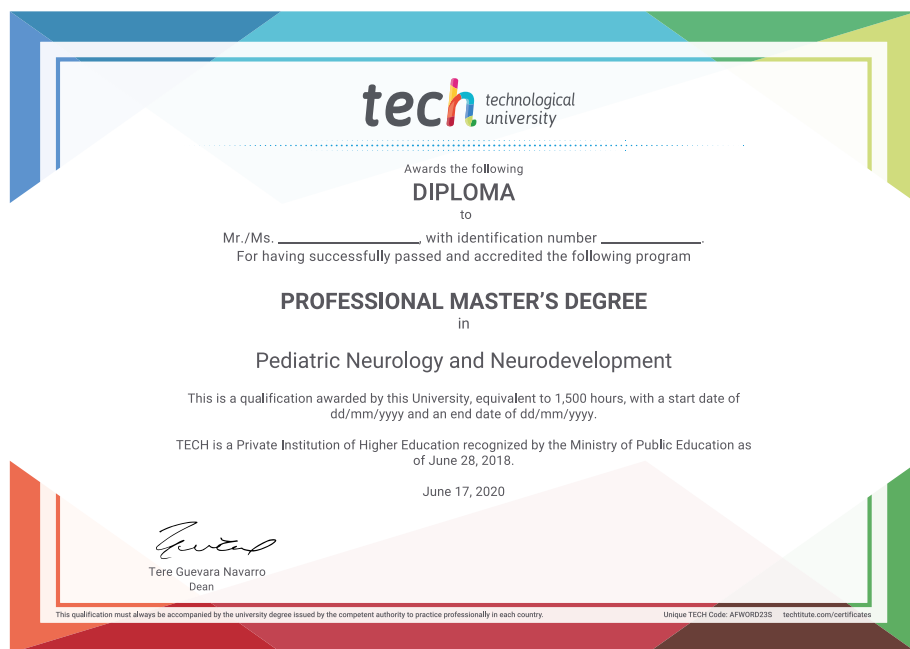 tech technological
university
Awards the following
DIPLOMA
to
Mr./Ms. ____________________, with identification number ______________.
For having successfully passed and accredited the following program
PROFESSIONAL MASTER'S DEGREE
in
Pediatric Neurology and Neurodevelopment
This is a qualification awarded by this University, equivalent to 1,500 hours, with a start date of
dd/mm/yyyy and an end date of dd/mm/yyyy.
TECH is a Private Institution of Higher Education recognized by the Ministry of Public Education as
of June 28, 2018.
June 17, 2020
Tere Guevara Navarro
Dean
This qualification must always be accompanied by the university degree issued by the competent authority to practice professionally in each country. Unique TECH Code: AFWORD23S techtitute.com/certificates